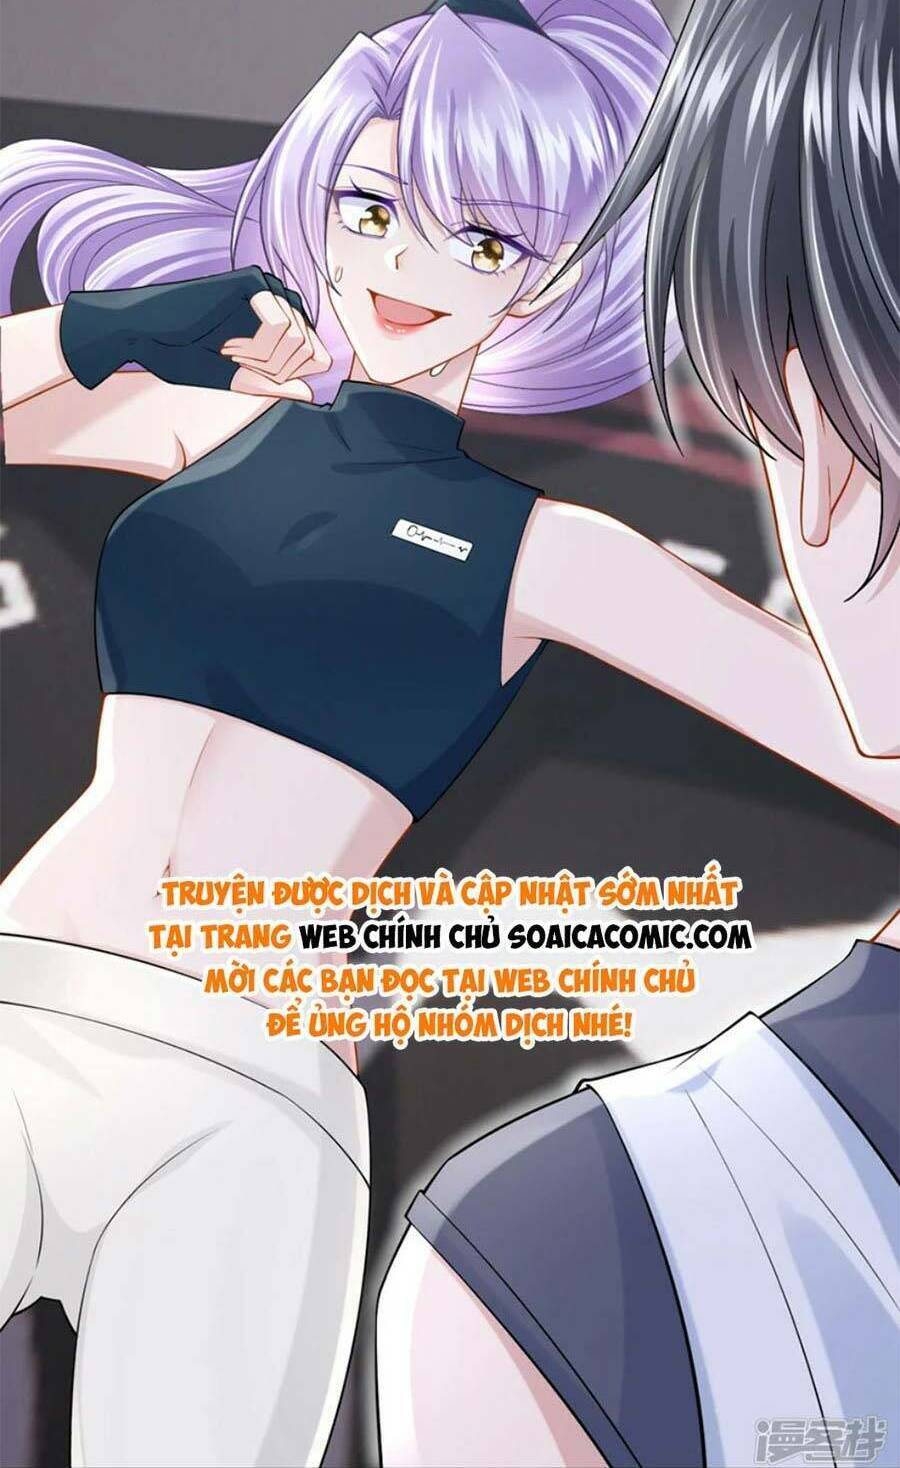 TRUYỆN ĐƯỢC DỊCH VÀ CẬP NHẬT SỚM NHẤT
TẠI TRANG WEB CHÍNH CHỦ SOAICACOMIC.COM
MỜI CÁC BẠN ĐỌC TẠI WEB CHÍNH CHỦ
ĐỂ ỦNG HỘ NHÓM DỊCH NHÉ!
漫客栈